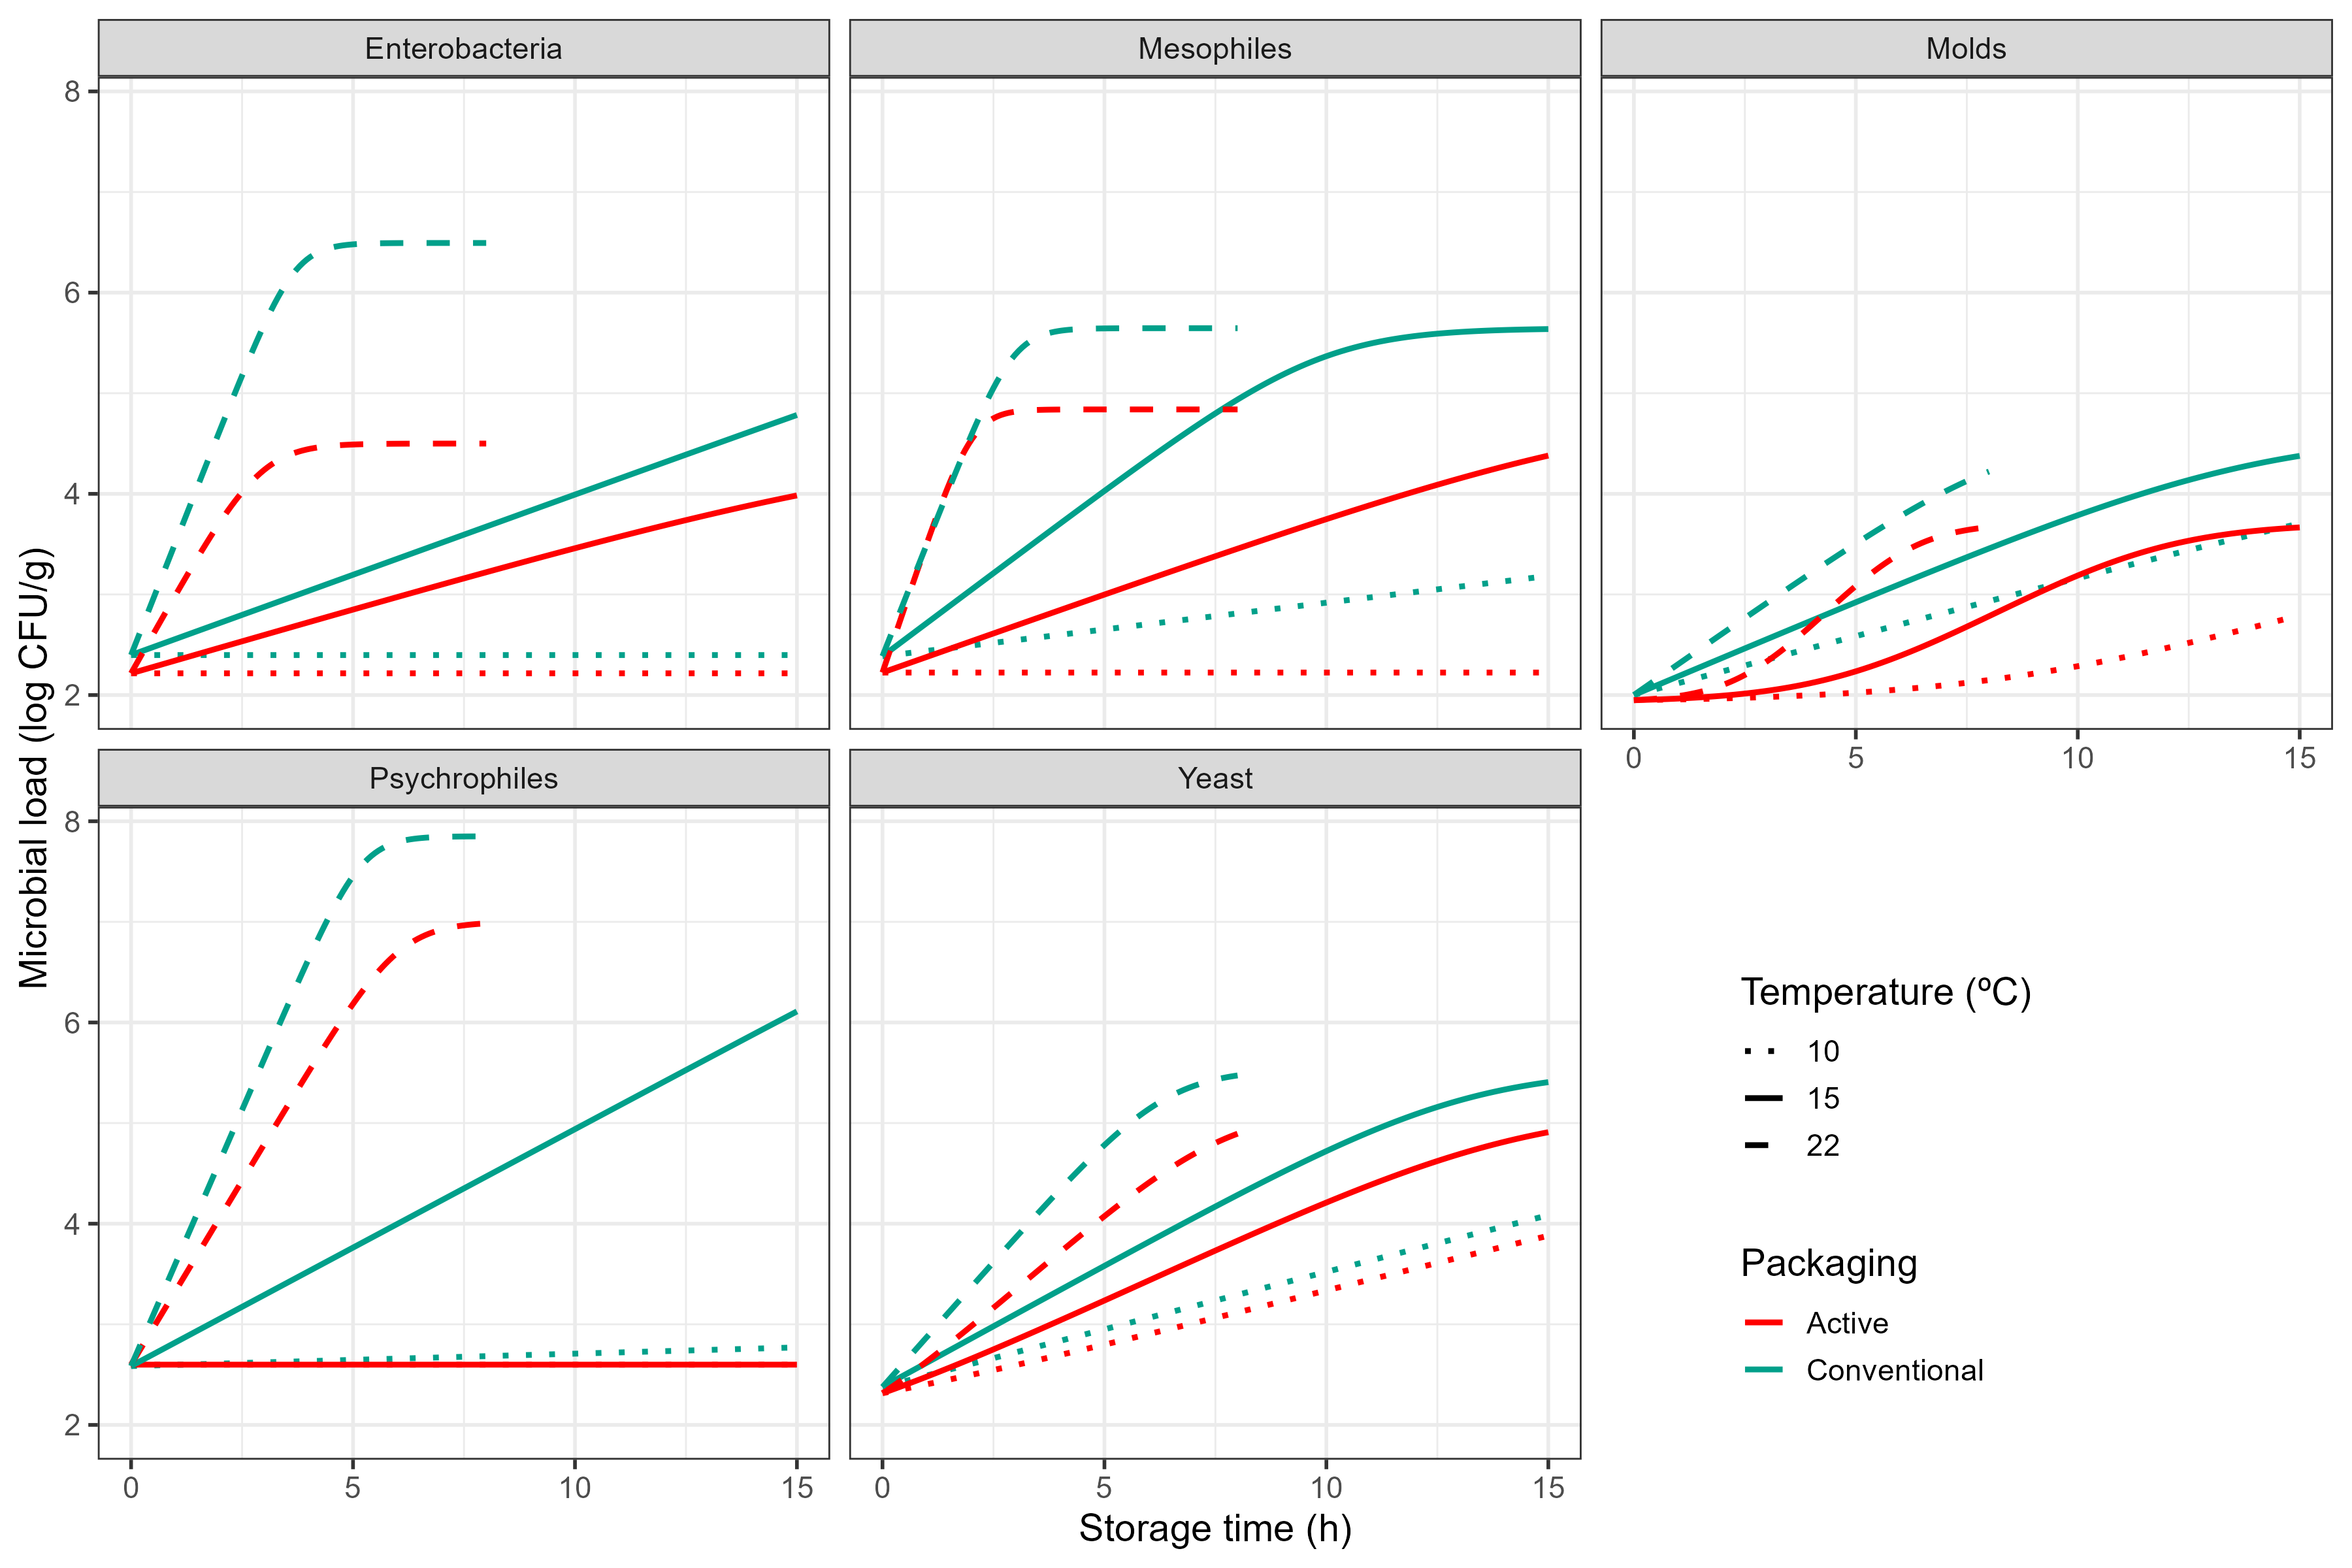 Enterobacteria
Mesophiles
Molds
8
6
4
2
0
5
10
15
Psychrophiles
Yeast
8
6
4
2
0
5
10
15
0
5
10
15
Microbial load (log CFU/g)
Storage time (h)
Temperature (ºC)
10
15
22
Packaging
Active
Conventional